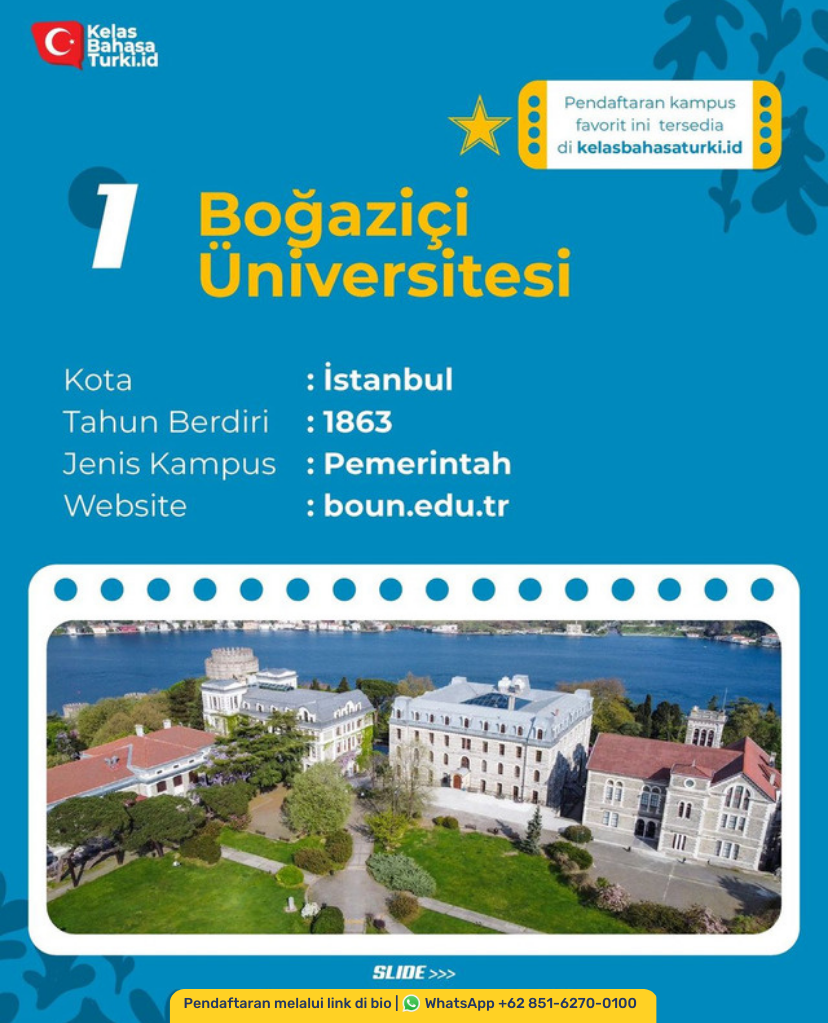 Kelas
Bahasa
Turki.id
Pendaftaran kampus
favorit ini tersedia
di kelasbahasaturki.id
1
Boğaziçi
Üniversitesi
Kota : İstanbul
Tahun Berdiri : 1863
Jenis Kampus : Pemerintah
Website : boun.edu.tr
SLIDE >>>
Pendaftaran melalui link di bio | WhatsApp +62 851-6270-0100